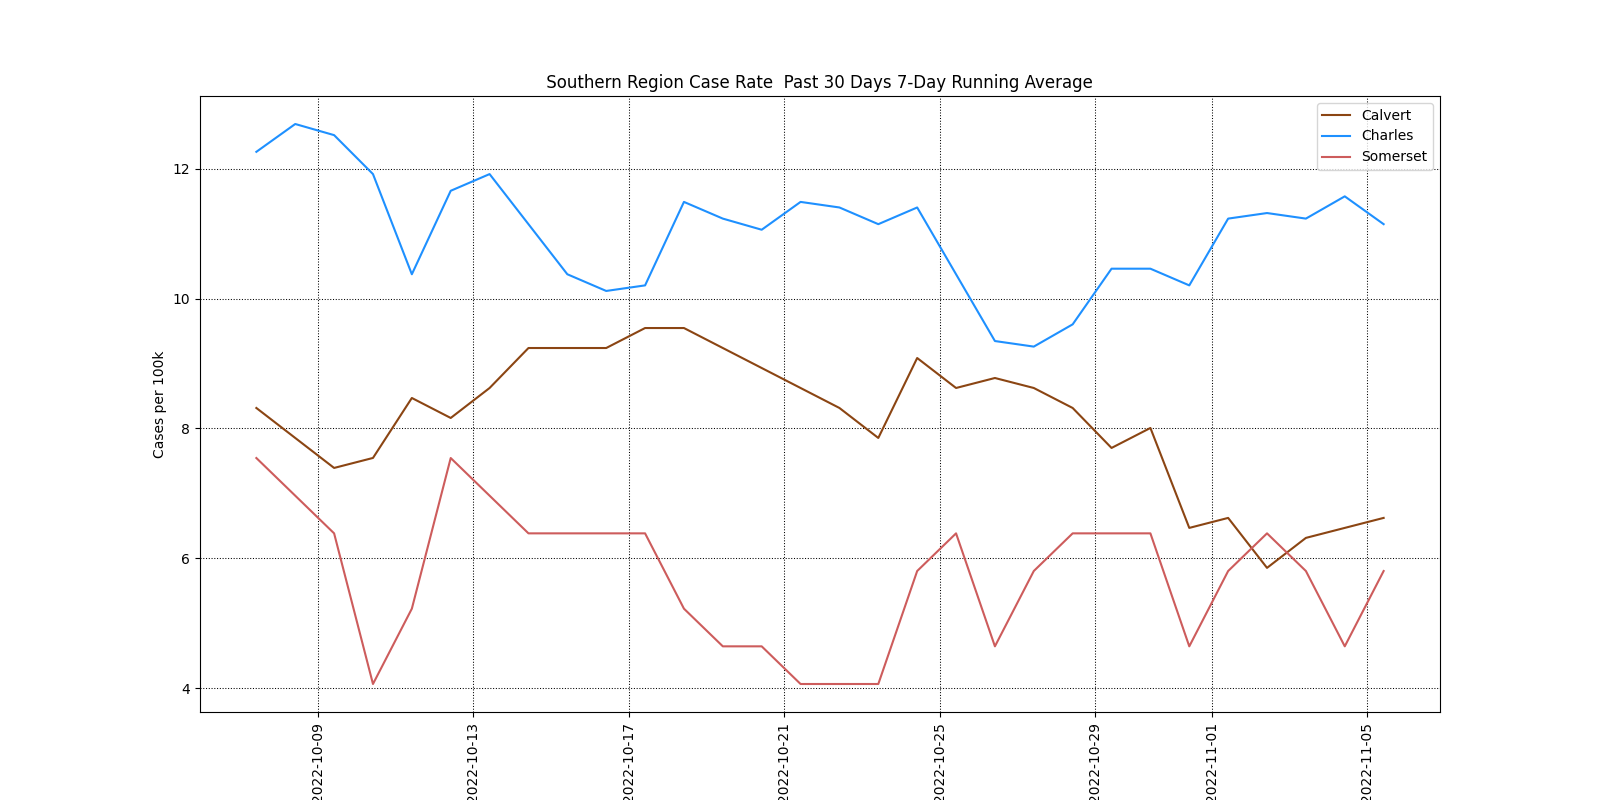 Southern Region Case Rate  Past 30 Days 7-Day Running Average
Calvert
Charles
Somerset
Cases per 100k
12
10
8
6
4
2022-10-09
2022-10-13
2022-10-17
2022-10-21
2022-10-25
2022-10-29
2022-11-01
2022-11-05